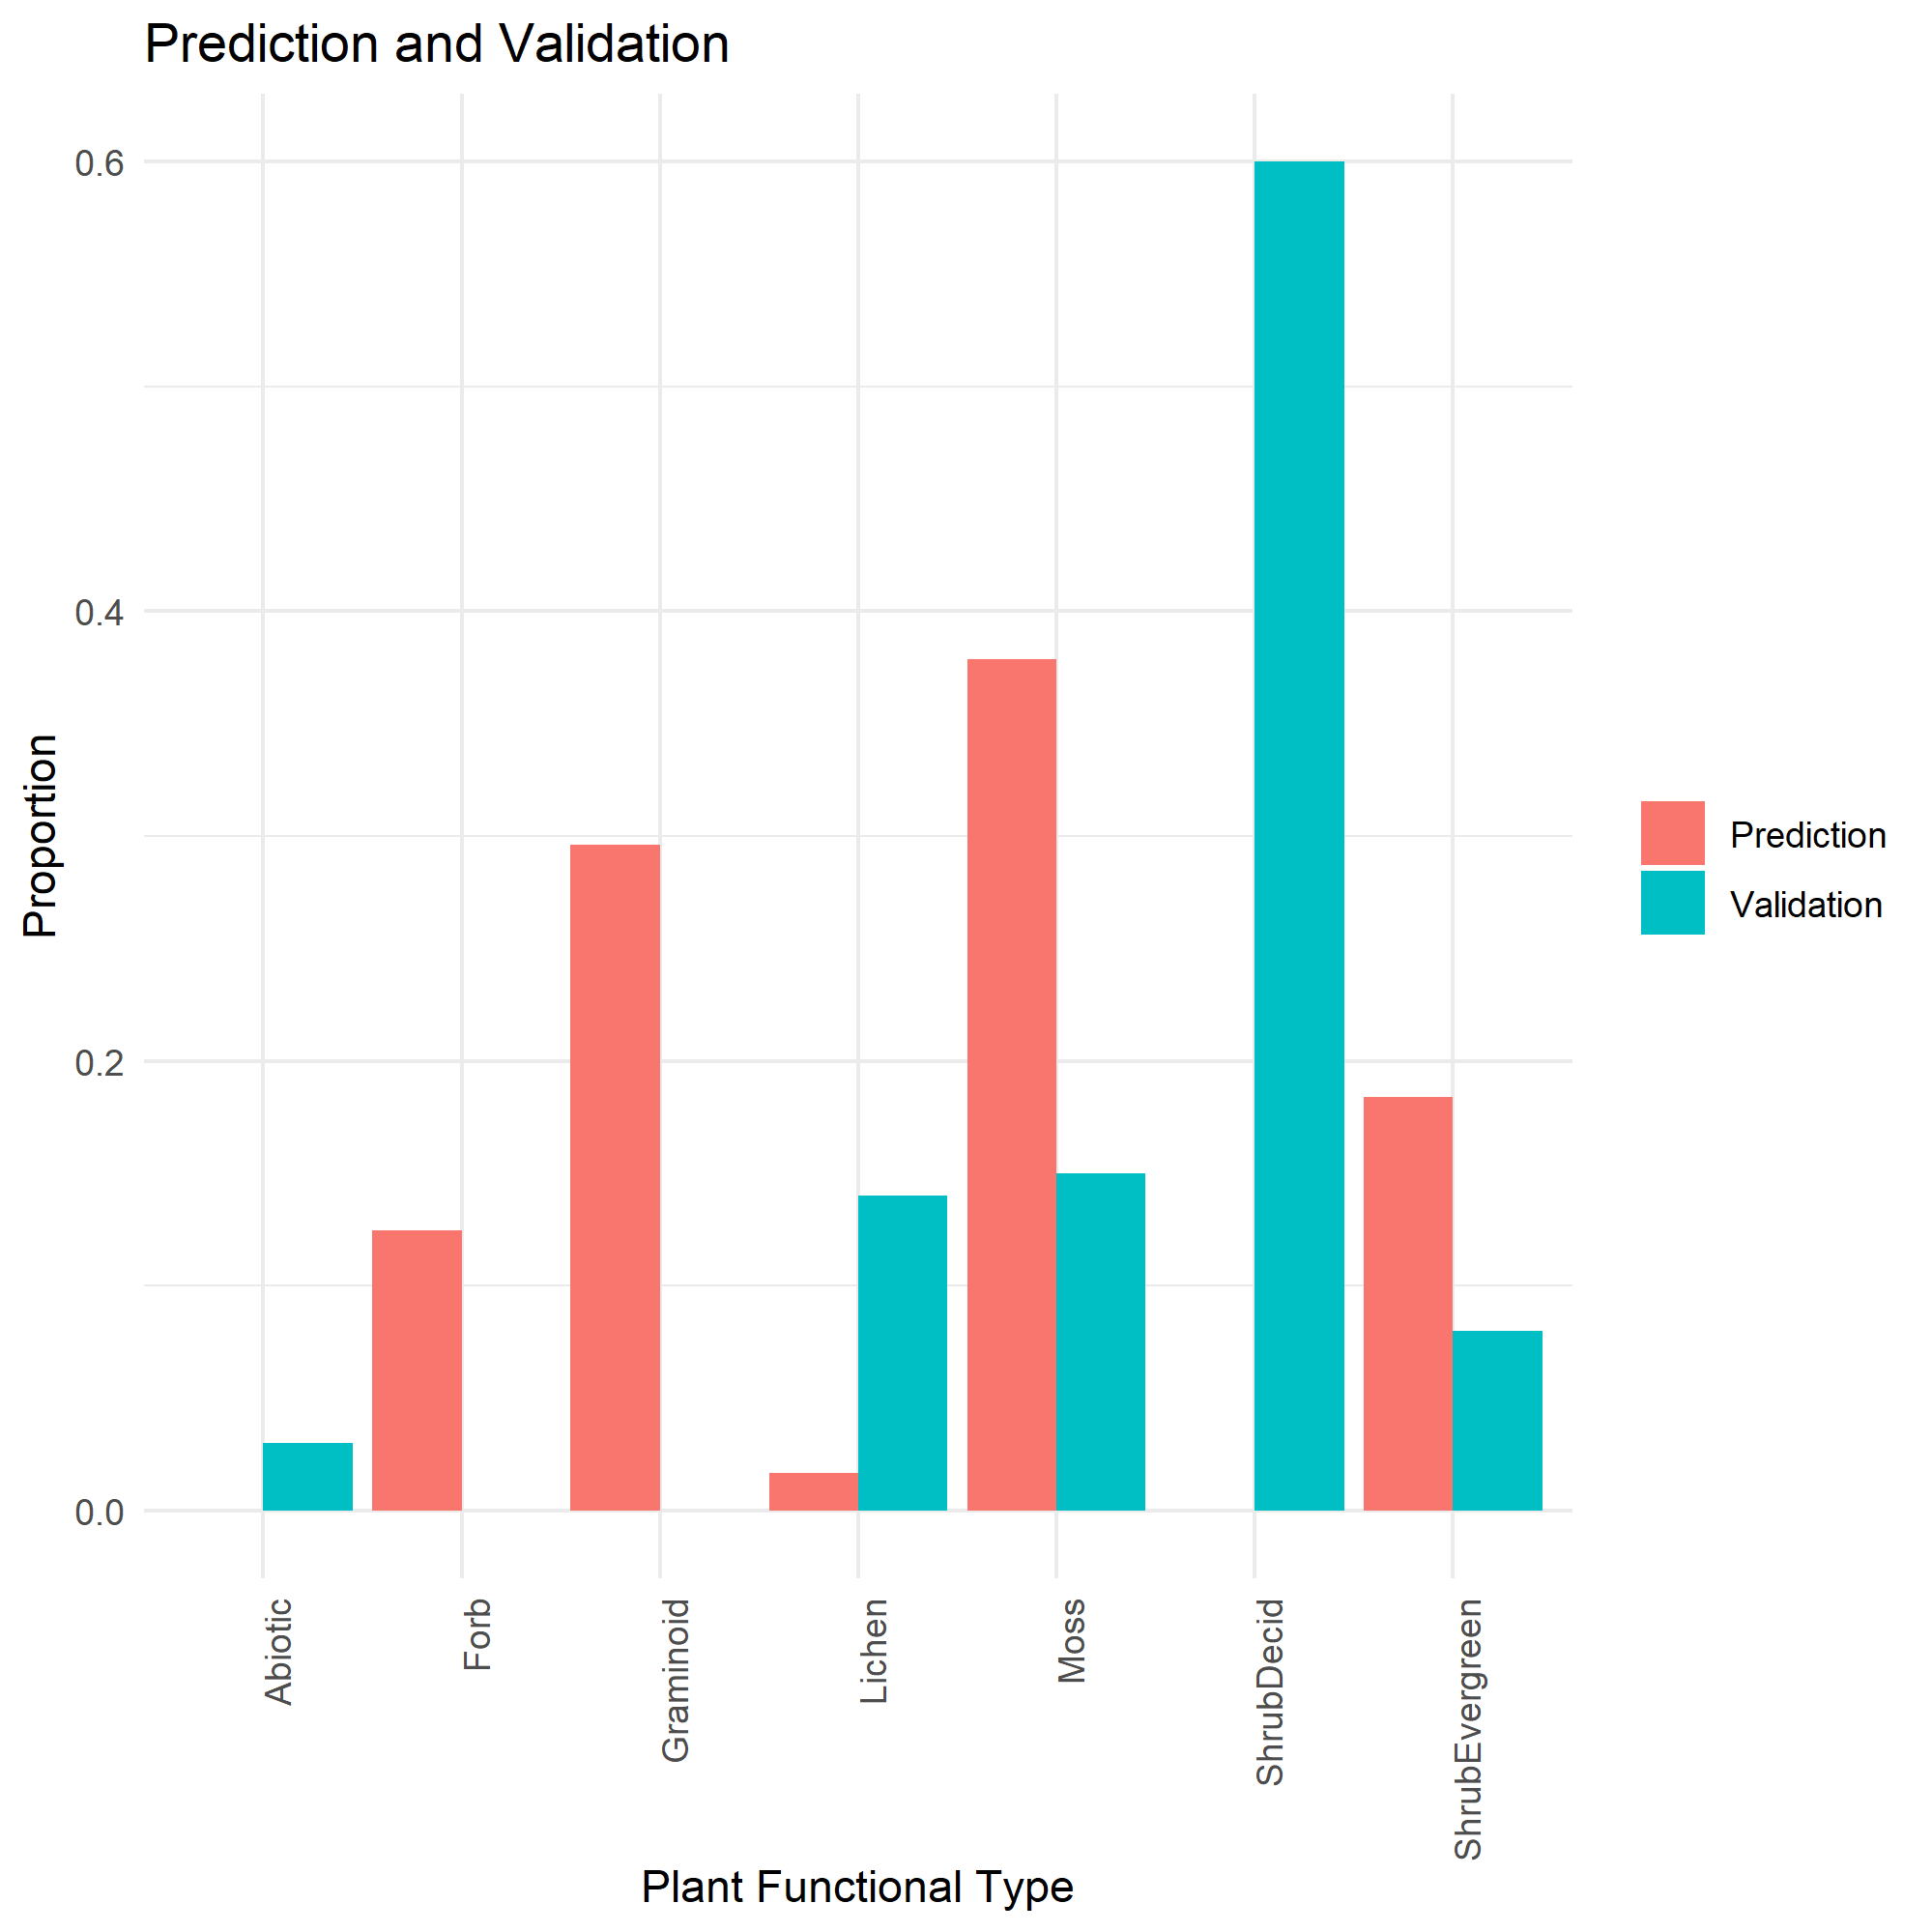 Prediction and Validation
0.6
0.4
0.2
0.0
Proportion
Prediction
Validation
Abiotic
Forb
Graminoid
Lichen
Moss
ShrubDecid
ShrubEvergreen
Plant Functional Type